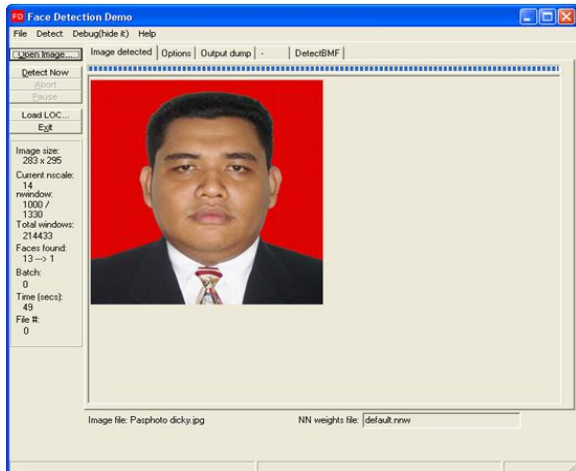 FD Face Detection Demo
File Detect Debug(hide it) Help
Open Image...
Detect Now
Abort
Pause
Load LOC...
Exit
Image size:
283 x 295
Current nscale:
14
nwindow:
1000 /
1330
Total windows:
214433
Faces found:
13 --> 1
Batch:
0
Time (secs):
49
File #:
0
Image detected Options Output dump - DetectBMF
Image file: Pasphoto dicky.jpg NN weights file: default.nnw